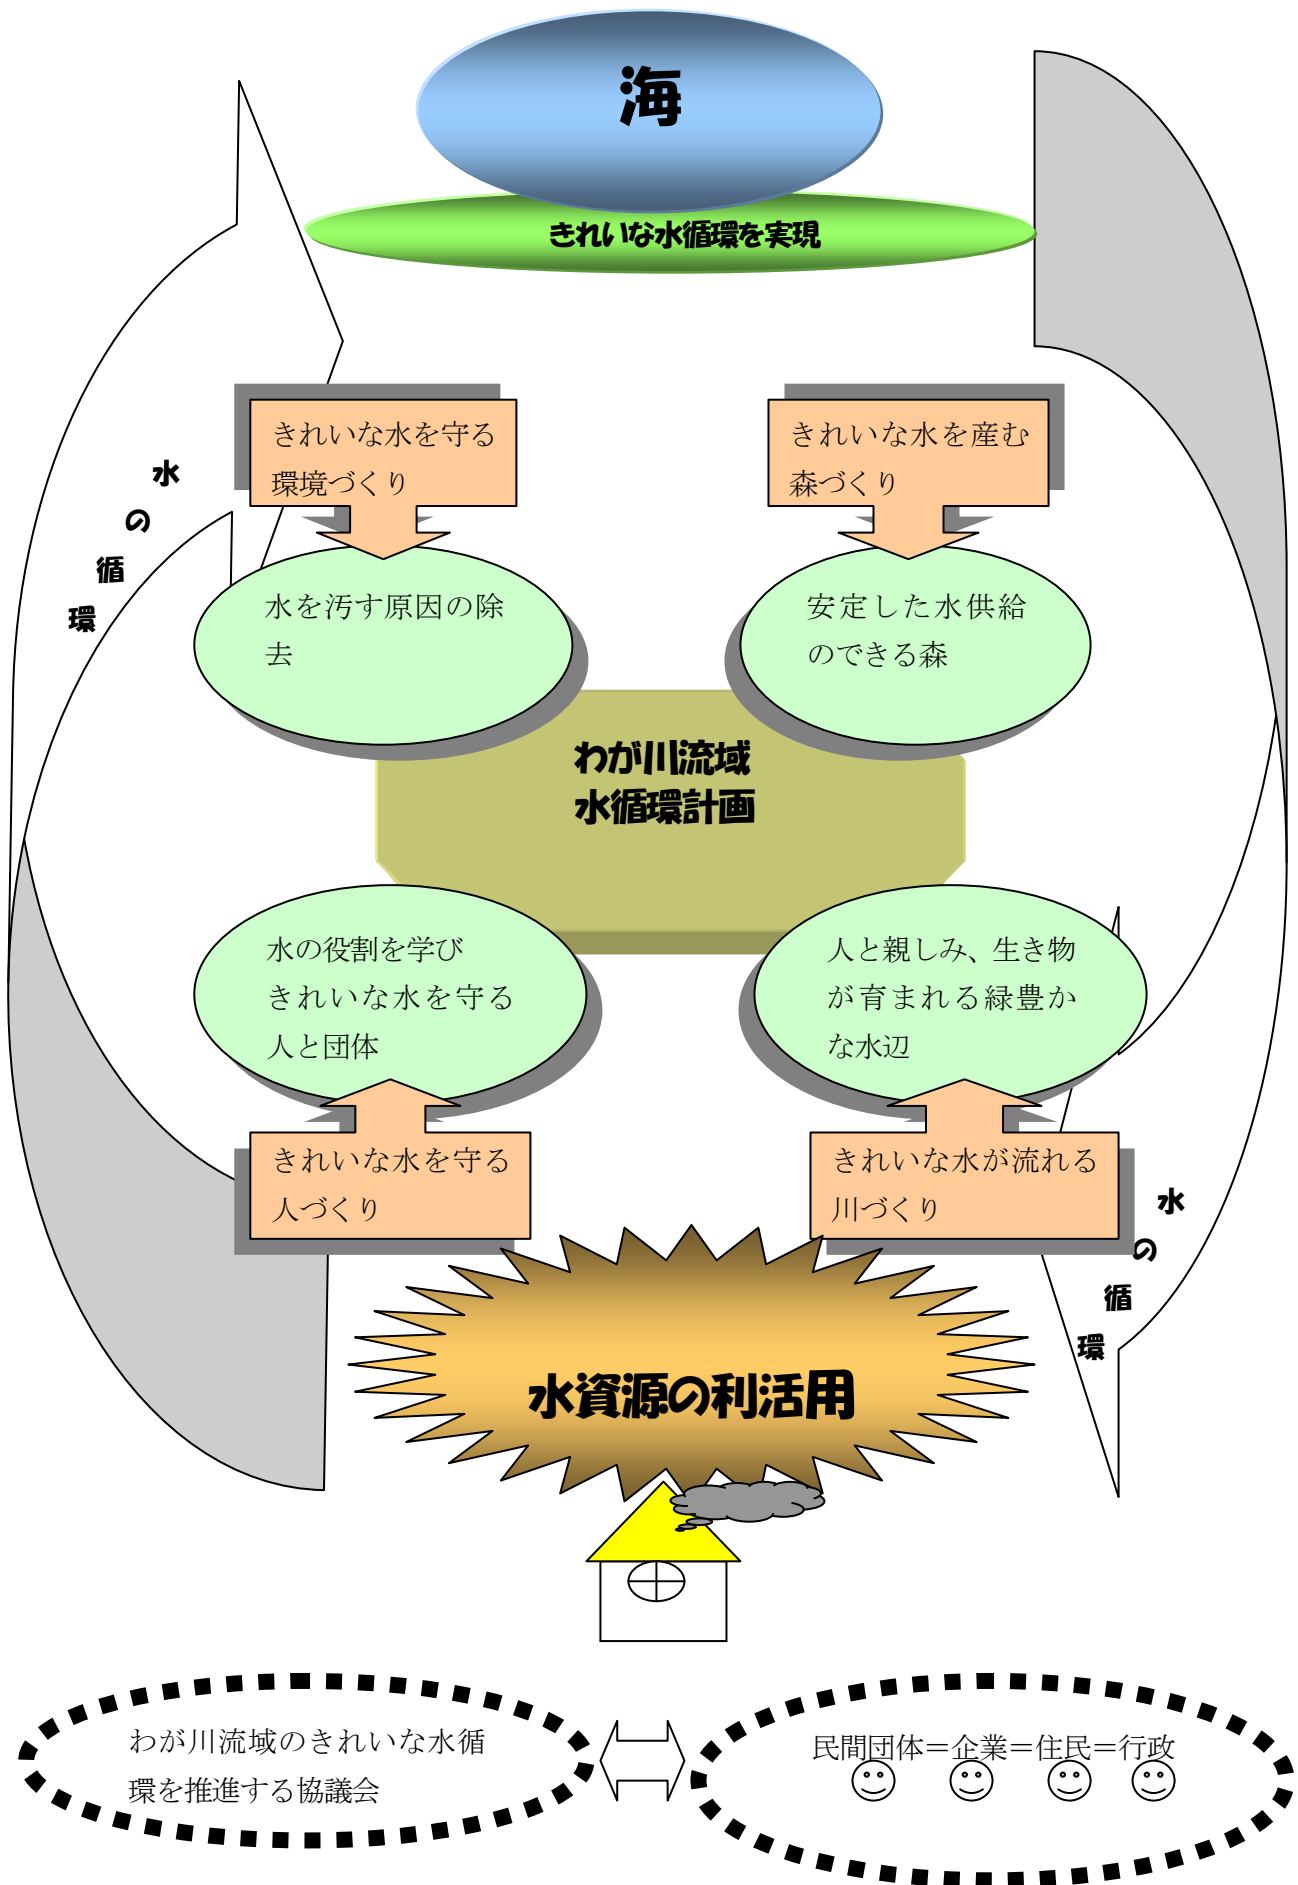 海
きれいな水循環を実現
きれいな水を守る
環境づくり
きれいな水を産む
森づくり
水の循環
水を汚す原因の除
去
安定した水供給
のできる森
わが川流域
水循環計画
水の役割を学び
きれいな水を守る
人と団体
人と親しみ、生き物
が育まれる緑豊か
な水辺
きれいな水を守る
人づくり
きれいな水が流れる
川づくり
水の循環
水資源の利活用
わが川流域のきれいな水循
環を推進する協議会
民間団体＝企業＝住民＝行政